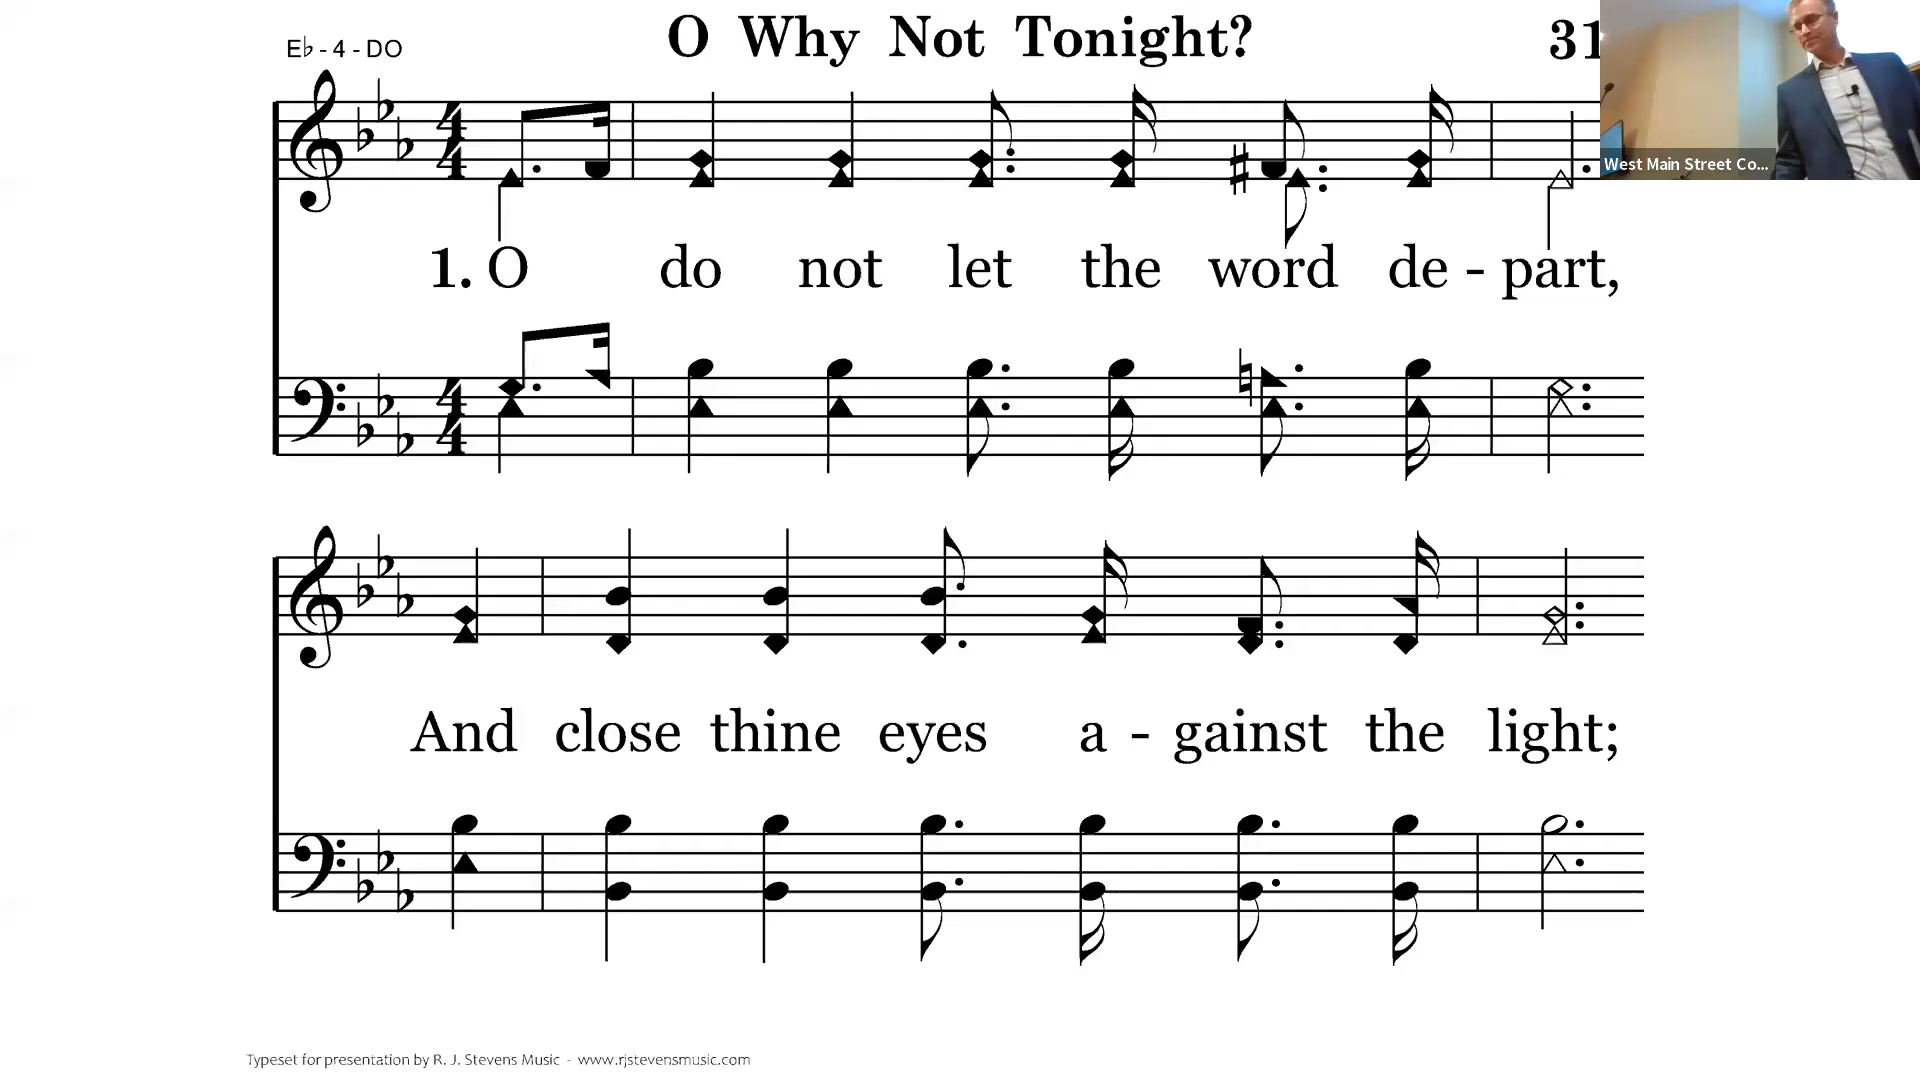 O Why Not Tonight?
E♭ - 4 - DO
31
West Main Street Co...
1. O do not let the word de - part,
And close thine eyes a - gainst the light;
Typeset for presentation by R. J. Stevens Music - www.rjstevensmusic.com